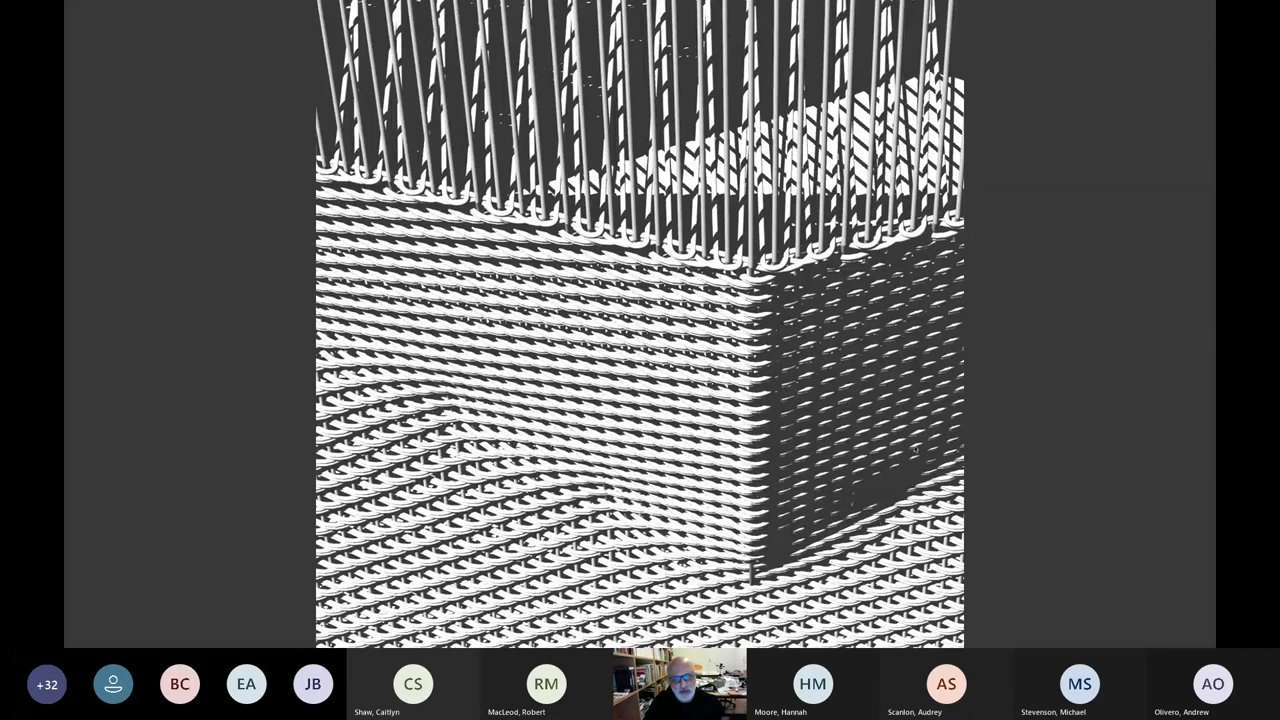 +32
BC
EA
JB
CS
Shaw, Caitlyn
RM
MacLeod, Robert
HM
Moore, Hannah
AS
Scanlon, Audrey
MS
Stevenson, Michael
AO
Olivero, Andrew